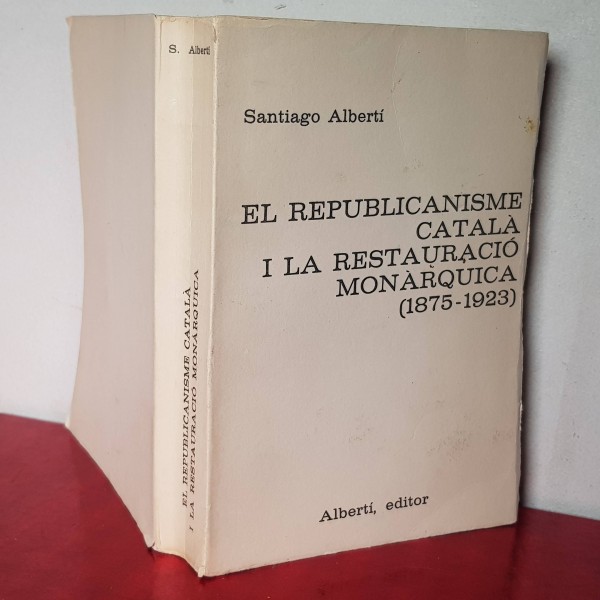 S. Albertí
EL REPUBLICANISME CATALÀ
I LA RESTAURACIÓ MONÀRQUICA
Santiago Albertí
EL REPUBLICANISME
CATALÀ
I LA RESTAURACIÓ
MONÀRQUICA
(1875-1923)
Albertí, editor